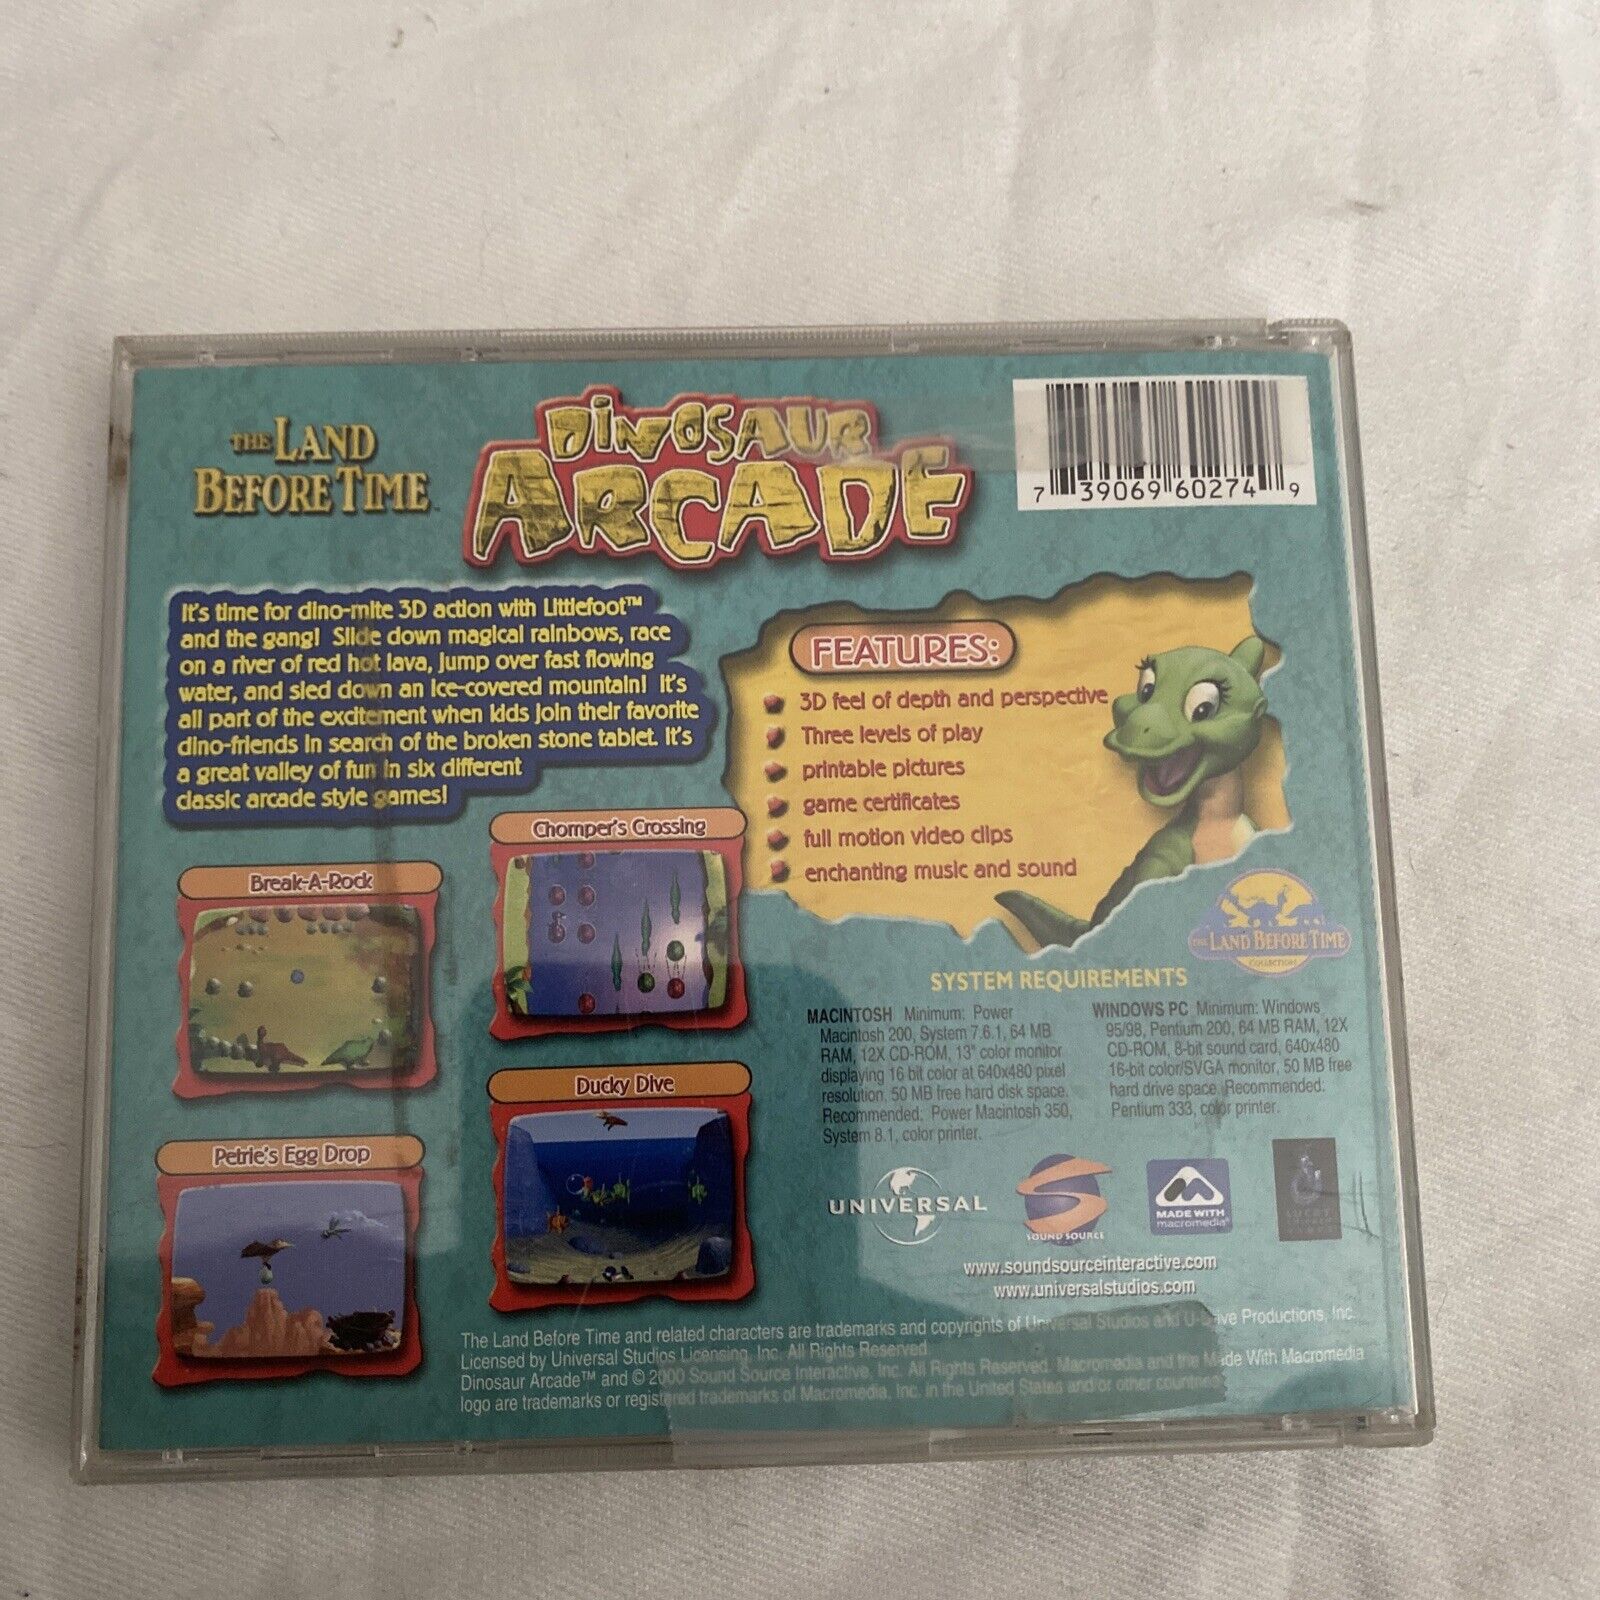 THE LAND
BEFORE TIME
DINOSAUR
ARCADE
7 39069 60274 9
It's time for dino-mite 3D action with Littlefoot™
and the gang! Slide down magical rainbows, race
on a river of red hot lava, jump over fast flowing
water, and sled down an ice-covered mountain! It's
all part of the excitement when kids join their favorite
dino-friends in search of the broken stone tablet. It's
a great valley of fun in six different
classic arcade style games!
FEATURES:
3D feel of depth and perspective
Three levels of play
printable pictures
game certificates
full motion video clips
enchanting music and sound
Break-A-Rock
Chomper's Crossing
Petrie's Egg Drop
Ducky Dive
THE LAND BEFORE TIME
COLLECTION
SYSTEM REQUIREMENTS
MACINTOSH Minimum: Power
Macintosh 200, System 7.6.1, 64 MB
RAM, 12X CD-ROM, 13" color monitor
displaying 16 bit color at 640x480 pixel
resolution, 50 MB free hard disk space.
Recommended: Power Macintosh 350,
System 8.1, color printer.
WINDOWS PC Minimum: Windows
95/98, Pentium 200, 64 MB RAM, 12X
CD-ROM, 8-bit sound card, 640x480
16-bit color/SVGA monitor, 50 MB free
hard drive space. Recommended:
Pentium 333, color printer.
UNIVERSAL
SOUND SOURCE
MADE WITH
macromedia®
www.soundsourceinteractive.com
www.universalstudios.com
The Land Before Time and related characters are trademarks and copyrights of Universal Studios and U-Drive Productions, Inc.
Licensed by Universal Studios Licensing, Inc. All Rights Reserved.
Dinosaur Arcade™ and © 2000 Sound Source Interactive, Inc. All Rights Reserved. Macromedia and the Made With Macromedia
logo are trademarks or registered trademarks of Macromedia, Inc. in the United States and/or other countries.